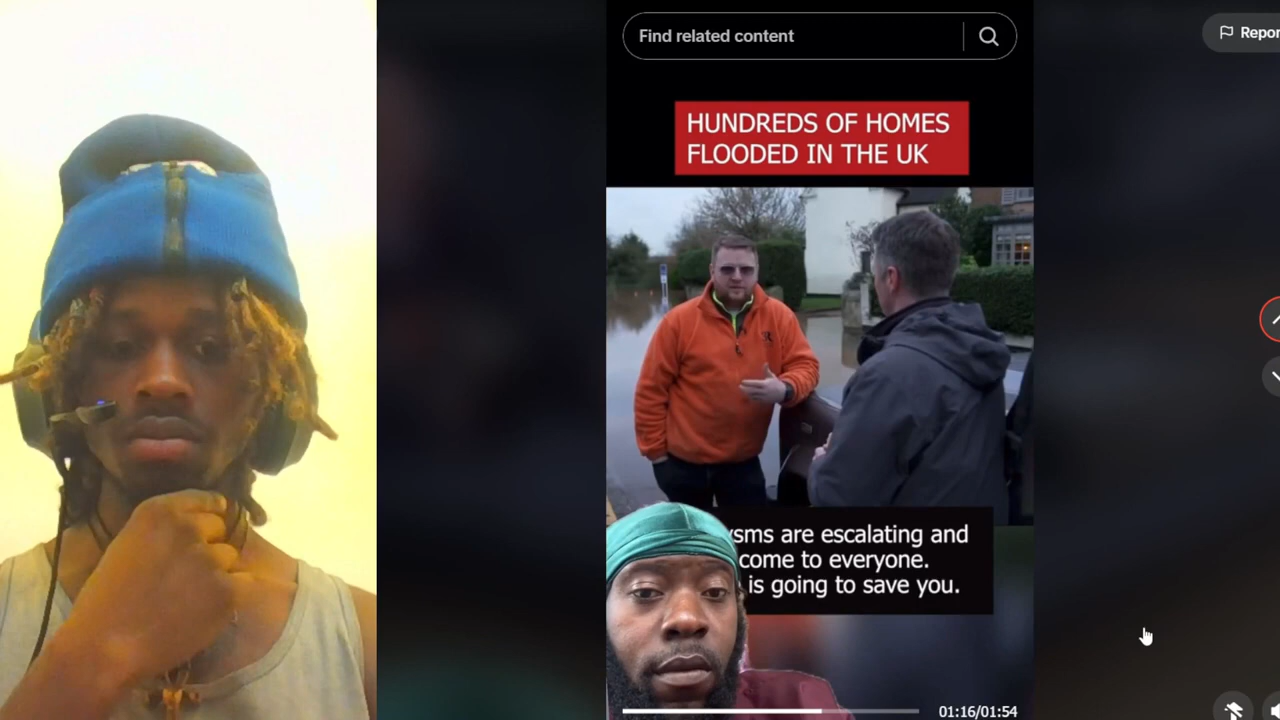 Find related content
Repor
HUNDREDS OF HOMES
FLOODED IN THE UK
ysms are escalating and
come to everyone.
is going to save you.
01:16/01:54